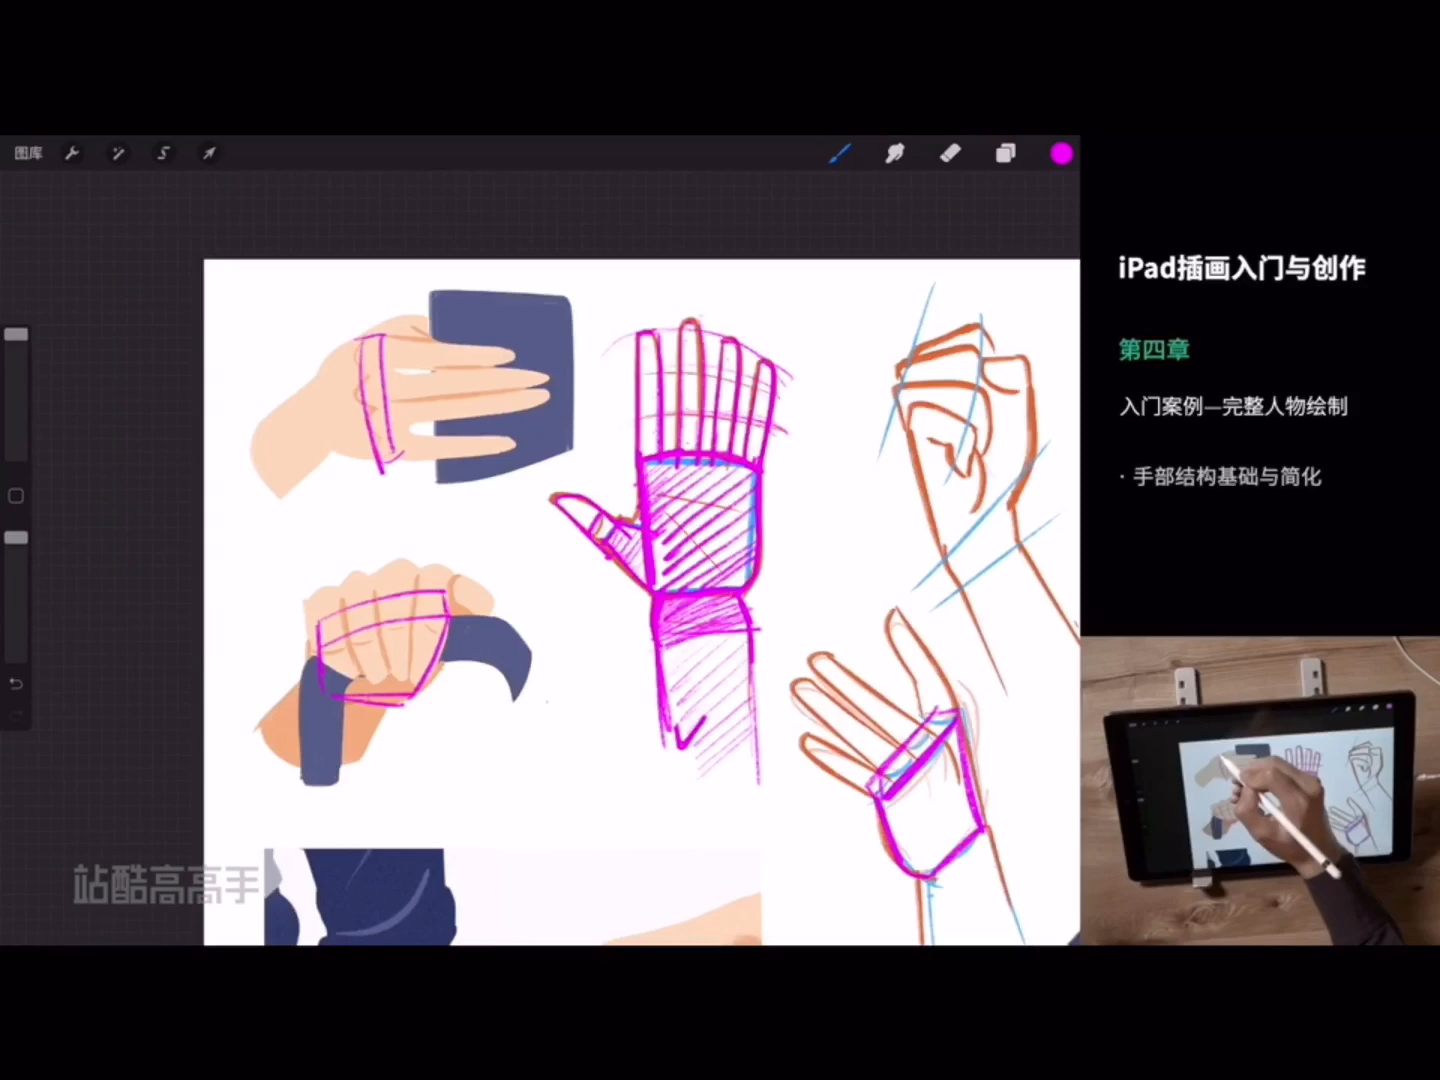 图库
iPad插画入门与创作
第四章
入门案例—完整人物绘制
· 手部结构基础与简化
站酷高高手